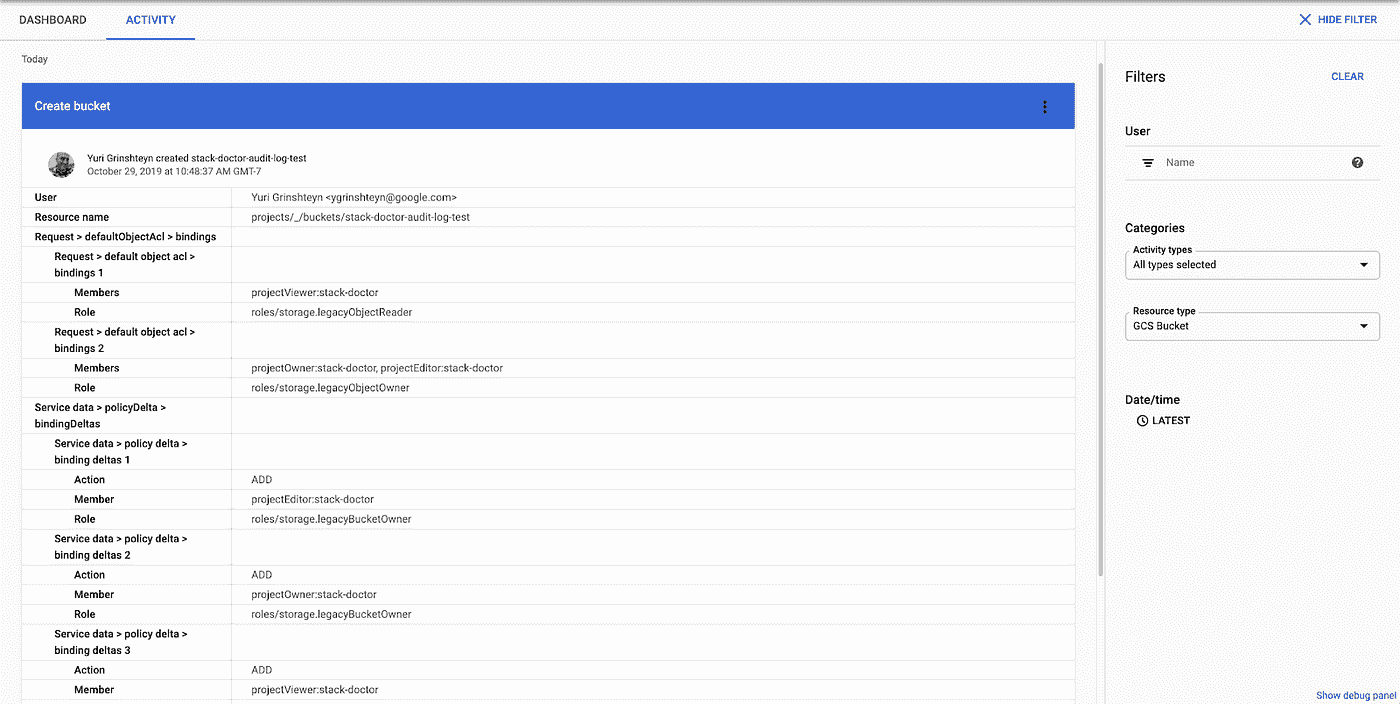 DASHBOARD
ACTIVITY
HIDE FILTER
Today
Create bucket
Yuri Grinshteyn created stack-doctor-audit-log-test
October 29, 2019 at 10:48:37 AM GMT-7
User Yuri Grinshteyn <ygrinshteyn@google.com>
Resource name projects/_/buckets/stack-doctor-audit-log-test
Request > defaultObjectAcl > bindings
Request > default object acl >
bindings 1
Members projectViewer:stack-doctor
Role roles/storage.legacyObjectReader
Request > default object acl >
bindings 2
Members projectOwner:stack-doctor, projectEditor:stack-doctor
Role roles/storage.legacyObjectOwner
Service data > policyDelta >
bindingDeltas
Service data > policy delta >
binding deltas 1
Action ADD
Member projectEditor:stack-doctor
Role roles/storage.legacyBucketOwner
Service data > policy delta >
binding deltas 2
Action ADD
Member projectOwner:stack-doctor
Role roles/storage.legacyBucketOwner
Service data > policy delta >
binding deltas 3
Action ADD
Member projectViewer:stack-doctor
Filters
CLEAR
User
Name
Categories
Activity types
All types selected
Resource type
GCS Bucket
Date/time
LATEST
Show debug panel